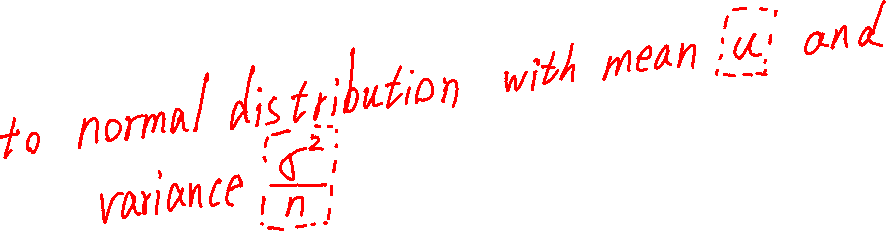 to normal distribution with mean u and
variance σ²/n